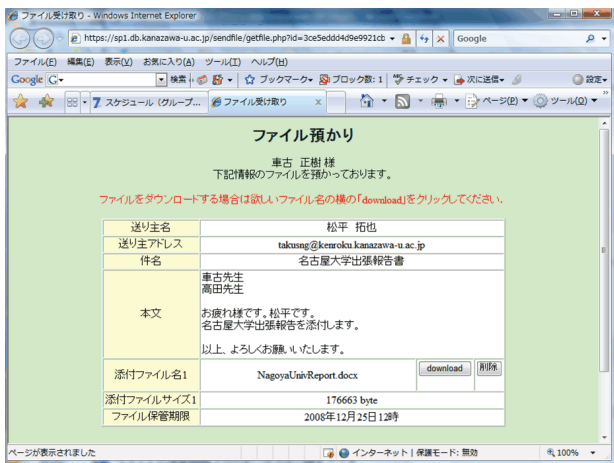 ファイル受け取り - Windows Internet Explorer
https://sp1.db.kanazawa-u.ac.jp/sendfile/getfile.php?id=3ce5eddd4d9e9921cb
Google
ファイル(F) 編集(E) 表示(V) お気に入り(A) ツール(T) ヘルプ(H)
Google G 検索 ブックマーク ブロック数: 1 チェック 次に送信 設定
7 スケジュール (グループ... ファイル受け取り x ページ(P) ツール(O) »
ファイル預かり
車古 正樹 様
下記情報のファイルを預かっております。
ファイルをダウンロードする場合は欲しいファイル名の横の「download」をクリックしてください.
送り主名 松平 拓也
送り主アドレス takusng@kenroku.kanazawa-u.ac.jp
件名 名古屋大学出張報告書
本文
車古先生
高田先生
お疲れ様です。松平です。
名古屋大学出張報告を添付します。
以上、よろしくお願いいたします。
添付ファイル名1 NagoyaUnivReport.docx download 削除
添付ファイルサイズ1 176663 byte
ファイル保管期限 2008年12月25日12時
ページが表示されました インターネット | 保護モード: 無効 100%